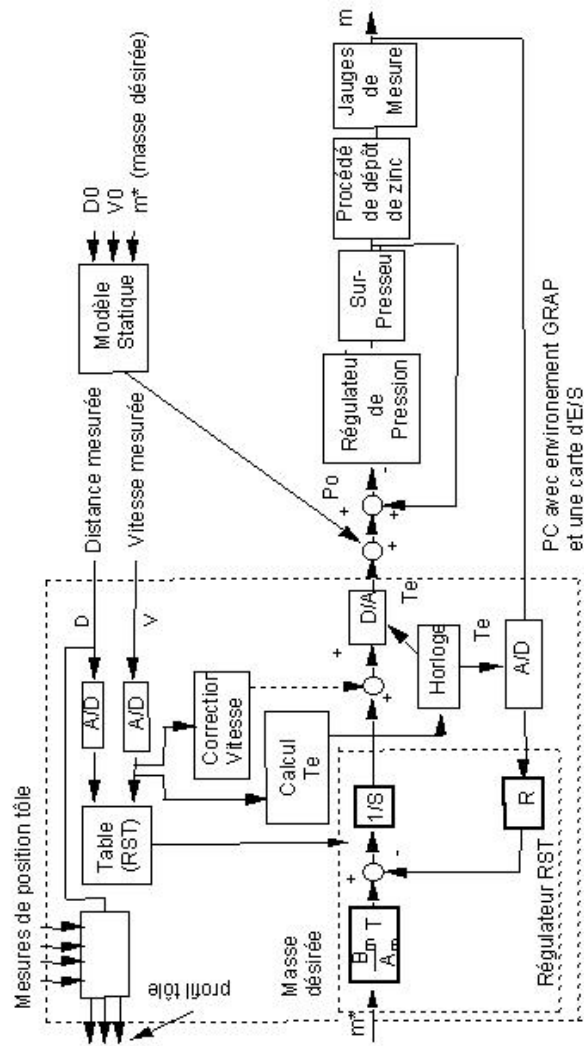 Mesures de position tôle
profil tôle
Table
(RST)
A/D
A/D
D
V
Distance mesurée
Vitesse mesurée
Modèle
Statique
D0
V0
m* (masse désirée)
Correction
Vitesse
Calcul
Te
Masse
désirée
m*
B
m
T
A
m
+
-
1/S
+
+
D/A
Te
Horloge
Te
A/D
R
Régulateur RST
+
+
Po
+
-
Régulateur
de
Pression
Sur-
Presseu
Procédé
de dépôt
de zinc
Jauges
de
Mesure
m
PC avec environement GRAP
et une carte d'E/S